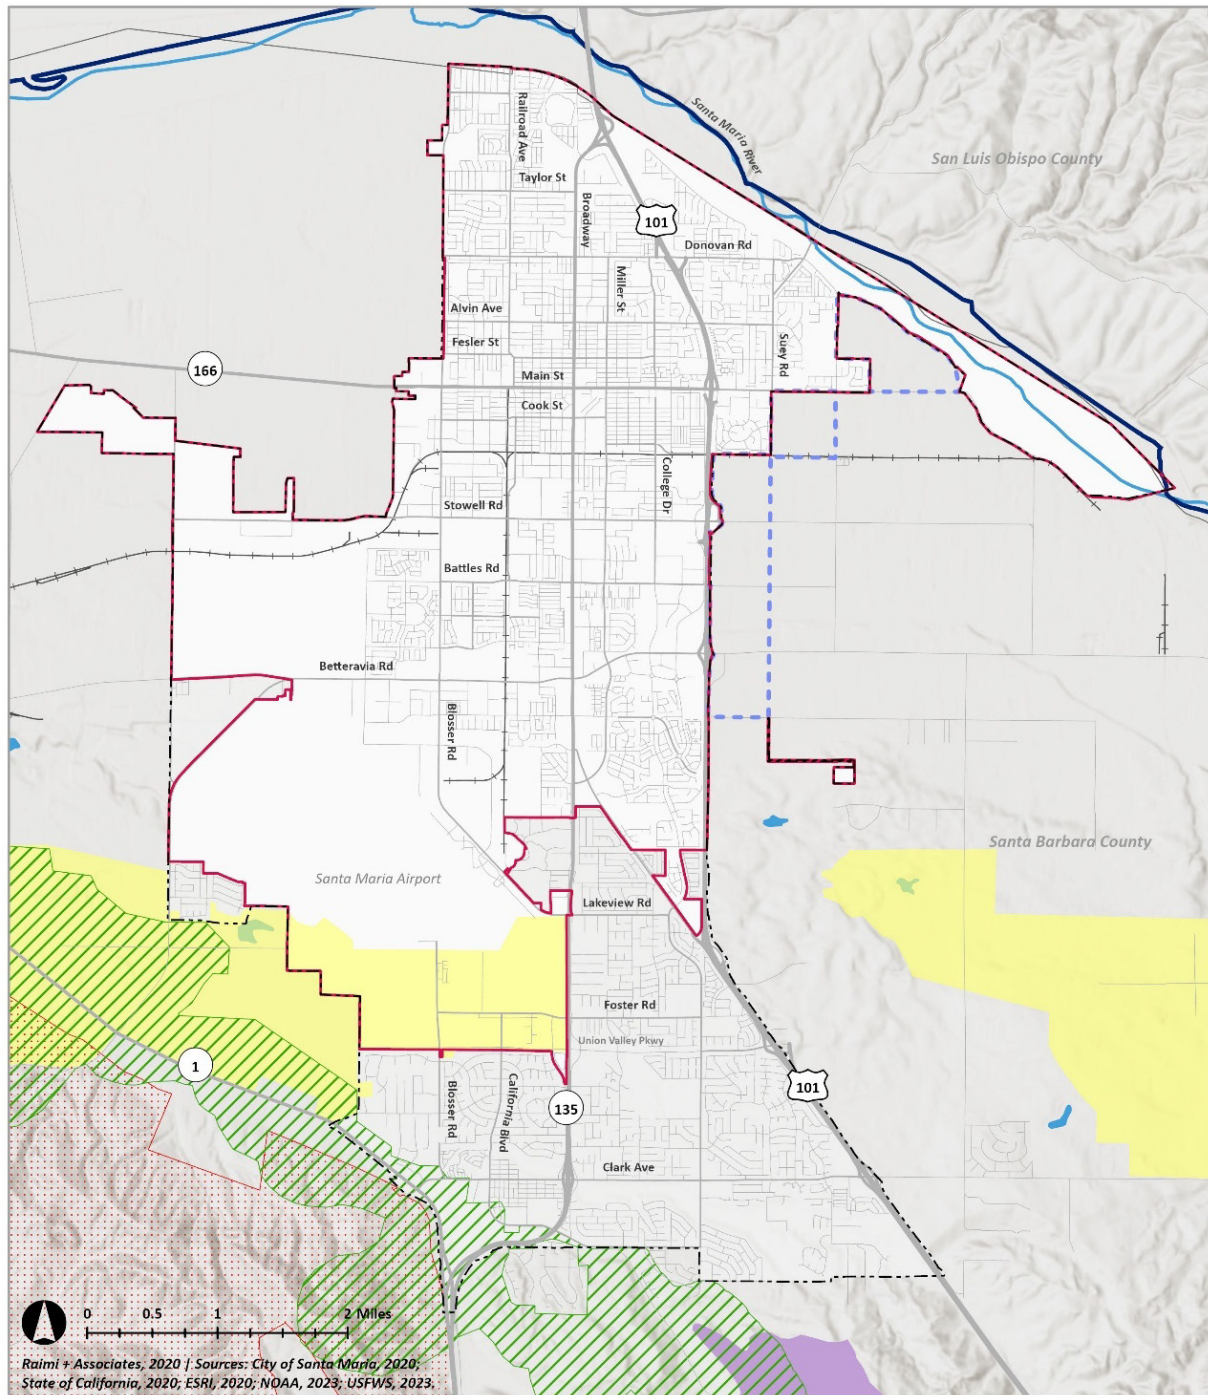 Santa Maria River
San Luis Obispo County
Railroad Ave
Taylor St
Broadway
101
Donovan Rd
Miller St
Alvin Ave
Fesler St
Suey Rd
166
Main St
Cook St
College Dr
Stowell Rd
Battles Rd
Betteravia Rd
Blosser Rd
Santa Barbara County
Santa Maria Airport
Lakeview Rd
Foster Rd
Union Valley Pkwy
1
101
135
Blosser Rd
California Blvd
Clark Ave
0 0.5 1 2 Miles
Raimi + Associates, 2020 | Sources: City of Santa Maria, 2020;
State of California, 2020; ESRI, 2020; NOAA, 2023; USFWS, 2023.